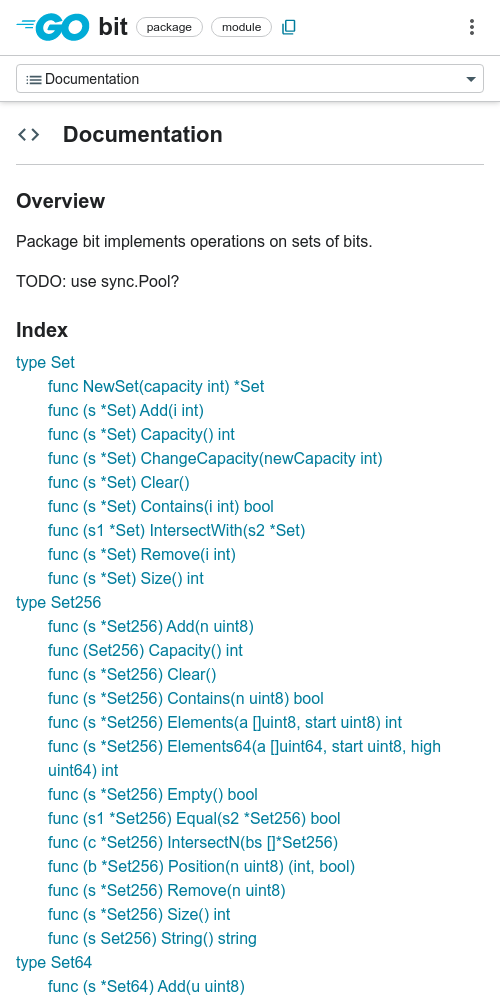 GO bit package module
Documentation
Documentation
Overview
Package bit implements operations on sets of bits.
TODO: use sync.Pool?
Index
type Set
func NewSet(capacity int) *Set
func (s *Set) Add(i int)
func (s *Set) Capacity() int
func (s *Set) ChangeCapacity(newCapacity int)
func (s *Set) Clear()
func (s *Set) Contains(i int) bool
func (s1 *Set) IntersectWith(s2 *Set)
func (s *Set) Remove(i int)
func (s *Set) Size() int
type Set256
func (s *Set256) Add(n uint8)
func (Set256) Capacity() int
func (s *Set256) Clear()
func (s *Set256) Contains(n uint8) bool
func (s *Set256) Elements(a []uint8, start uint8) int
func (s *Set256) Elements64(a []uint64, start uint8, high
uint64) int
func (s *Set256) Empty() bool
func (s1 *Set256) Equal(s2 *Set256) bool
func (c *Set256) IntersectN(bs []*Set256)
func (b *Set256) Position(n uint8) (int, bool)
func (s *Set256) Remove(n uint8)
func (s *Set256) Size() int
func (s Set256) String() string
type Set64
func (s *Set64) Add(u uint8)